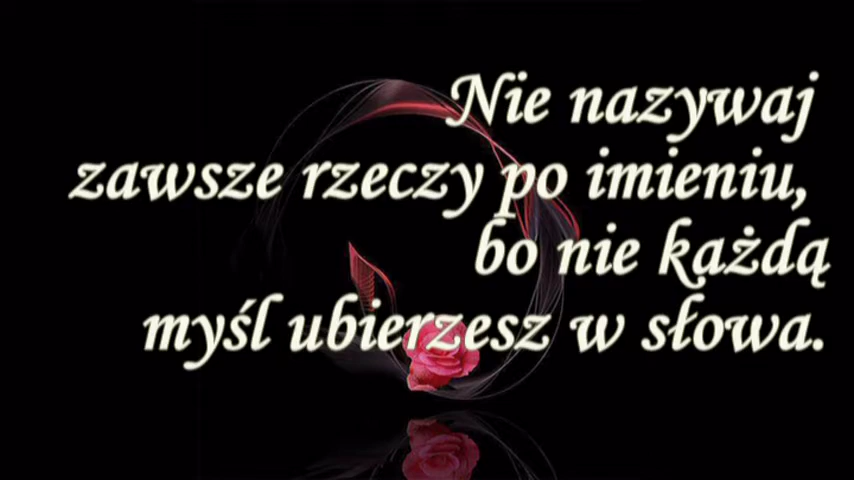 Nie nazywaj
zawsze rzeczy po imieniu,
bo nie każdą
myśl ubierzesz w słowa.